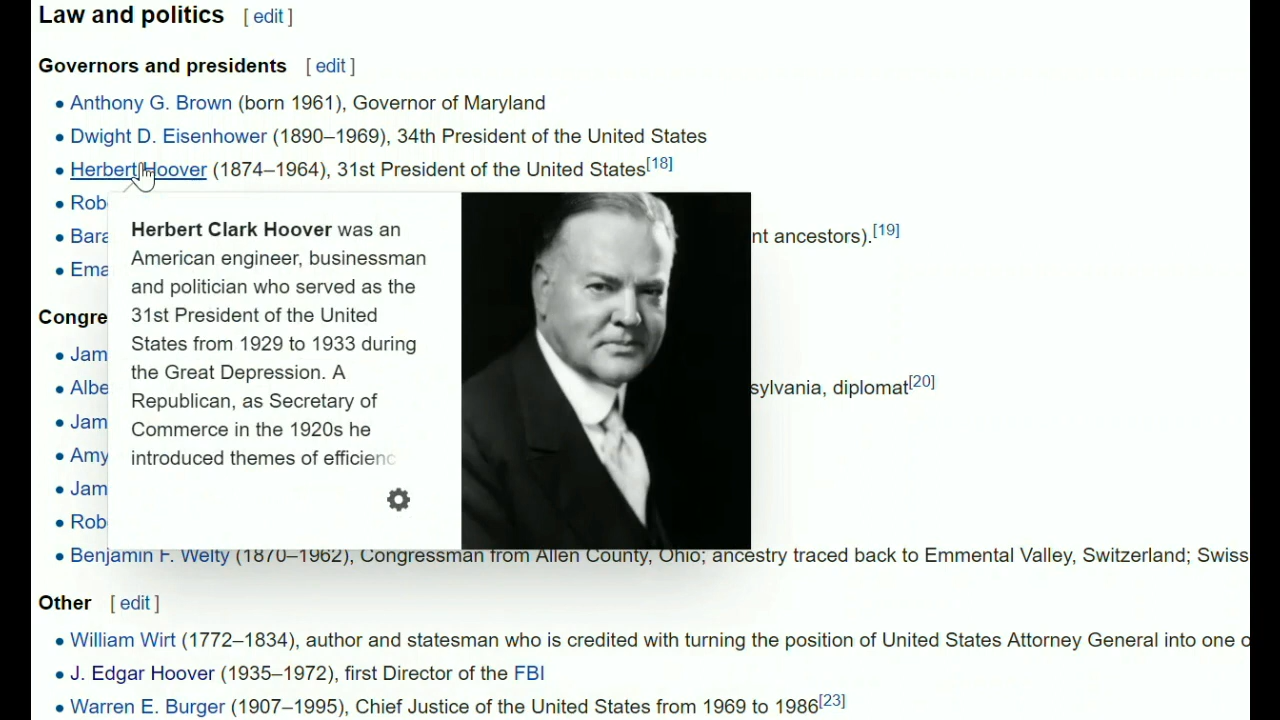 Law and politics [ edit ]
Governors and presidents [ edit ]
Anthony G. Brown (born 1961), Governor of Maryland
Dwight D. Eisenhower (1890–1969), 34th President of the United States
Herbert Hoover (1874–1964), 31st President of the United States[18]
Rob
Bara nt ancestors).[19]
Ema
Herbert Clark Hoover was an
American engineer, businessman
and politician who served as the
31st President of the United
States from 1929 to 1933 during
the Great Depression. A
Republican, as Secretary of
Commerce in the 1920s he
introduced themes of efficienc
Congre
Jam
Albe sylvania, diplomat[20]
Jam
Amy
Jam
Rob
Benjamin F. Welty (1870–1962), Congressman from Allen County, Ohio; ancestry traced back to Emmental Valley, Switzerland; Swiss
Other [ edit ]
William Wirt (1772–1834), author and statesman who is credited with turning the position of United States Attorney General into one o
J. Edgar Hoover (1935–1972), first Director of the FBI
Warren E. Burger (1907–1995), Chief Justice of the United States from 1969 to 1986[23]